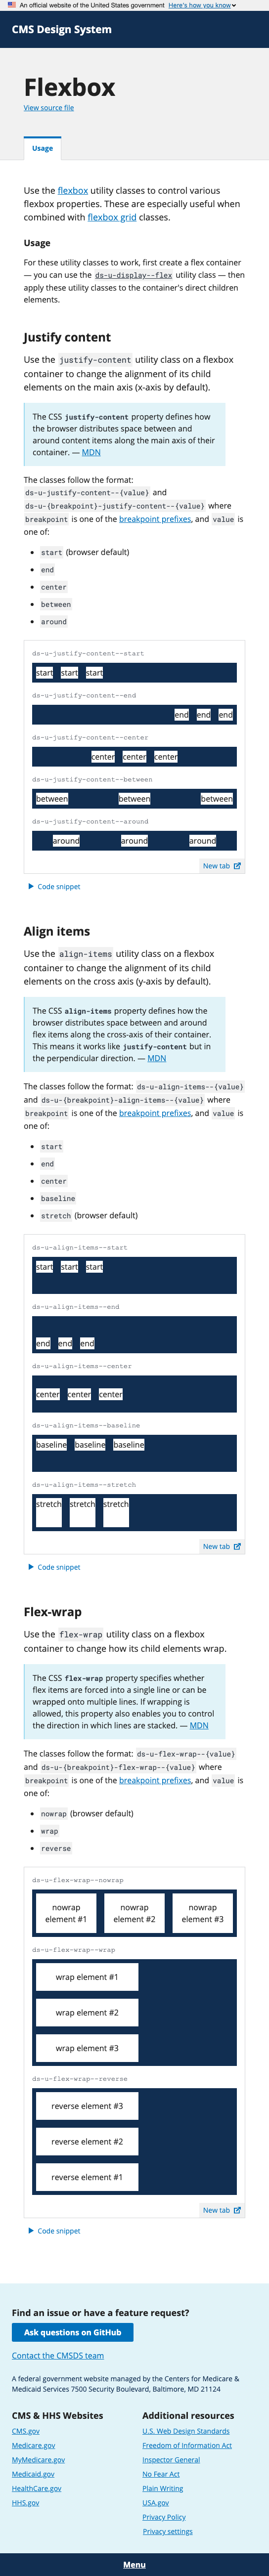 An official website of the United States government Here's how you know
CMS Design System
Flexbox
View source file
Usage
Use the flexbox utility classes to control various
flexbox properties. These are especially useful when
combined with flexbox grid classes.
Usage
For these utility classes to work, first create a flex container
— you can use the ds-u-display--flex utility class — then
apply these utility classes to the container's direct children
elements.
Justify content
Use the justify-content utility class on a flexbox
container to change the alignment of its child
elements on the main axis (x-axis by default).
The CSS justify-content property defines how
the browser distributes space between and
around content items along the main axis of their
container. — MDN
The classes follow the format:
ds-u-justify-content--{value} and
ds-u-{breakpoint}-justify-content--{value} where
breakpoint is one of the breakpoint prefixes, and value is
one of:
start (browser default)
end
center
between
around
ds-u-justify-content--start
start start start
ds-u-justify-content--end
end end end
ds-u-justify-content--center
center center center
ds-u-justify-content--between
between between between
ds-u-justify-content--around
around around around
New tab
Code snippet
Align items
Use the align-items utility class on a flexbox
container to change the alignment of its child
elements on the cross axis (y-axis by default).
The CSS align-items property defines how the
browser distributes space between and around
flex items along the cross-axis of their container.
This means it works like justify-content but in
the perpendicular direction. — MDN
The classes follow the format: ds-u-align-items--{value}
and ds-u-{breakpoint}-align-items--{value} where
breakpoint is one of the breakpoint prefixes, and value is
one of:
start
end
center
baseline
stretch (browser default)
ds-u-align-items--start
start start start
ds-u-align-items--end
end end end
ds-u-align-items--center
center center center
ds-u-align-items--baseline
baseline baseline baseline
ds-u-align-items--stretch
stretch stretch stretch
New tab
Code snippet
Flex-wrap
Use the flex-wrap utility class on a flexbox
container to change how its child elements wrap.
The CSS flex-wrap property specifies whether
flex items are forced into a single line or can be
wrapped onto multiple lines. If wrapping is
allowed, this property also enables you to control
the direction in which lines are stacked. — MDN
The classes follow the format: ds-u-flex-wrap--{value}
and ds-u-{breakpoint}-flex-wrap--{value} where
breakpoint is one of the breakpoint prefixes, and value is
one of:
nowrap (browser default)
wrap
reverse
ds-u-flex-wrap--nowrap
nowrap element #1 nowrap element #2 nowrap element #3
ds-u-flex-wrap--wrap
wrap element #1
wrap element #2
wrap element #3
ds-u-flex-wrap--reverse
reverse element #3
reverse element #2
reverse element #1
New tab
Code snippet
Find an issue or have a feature request?
Ask questions on GitHub
Contact the CMSDS team
A federal government website managed by the Centers for Medicare &
Medicaid Services 7500 Security Boulevard, Baltimore, MD 21124
CMS & HHS Websites
CMS.gov
Medicare.gov
MyMedicare.gov
Medicaid.gov
HealthCare.gov
HHS.gov
Additional resources
U.S. Web Design Standards
Freedom of Information Act
Inspector General
No Fear Act
Plain Writing
USA.gov
Privacy Policy
Privacy settings
Menu